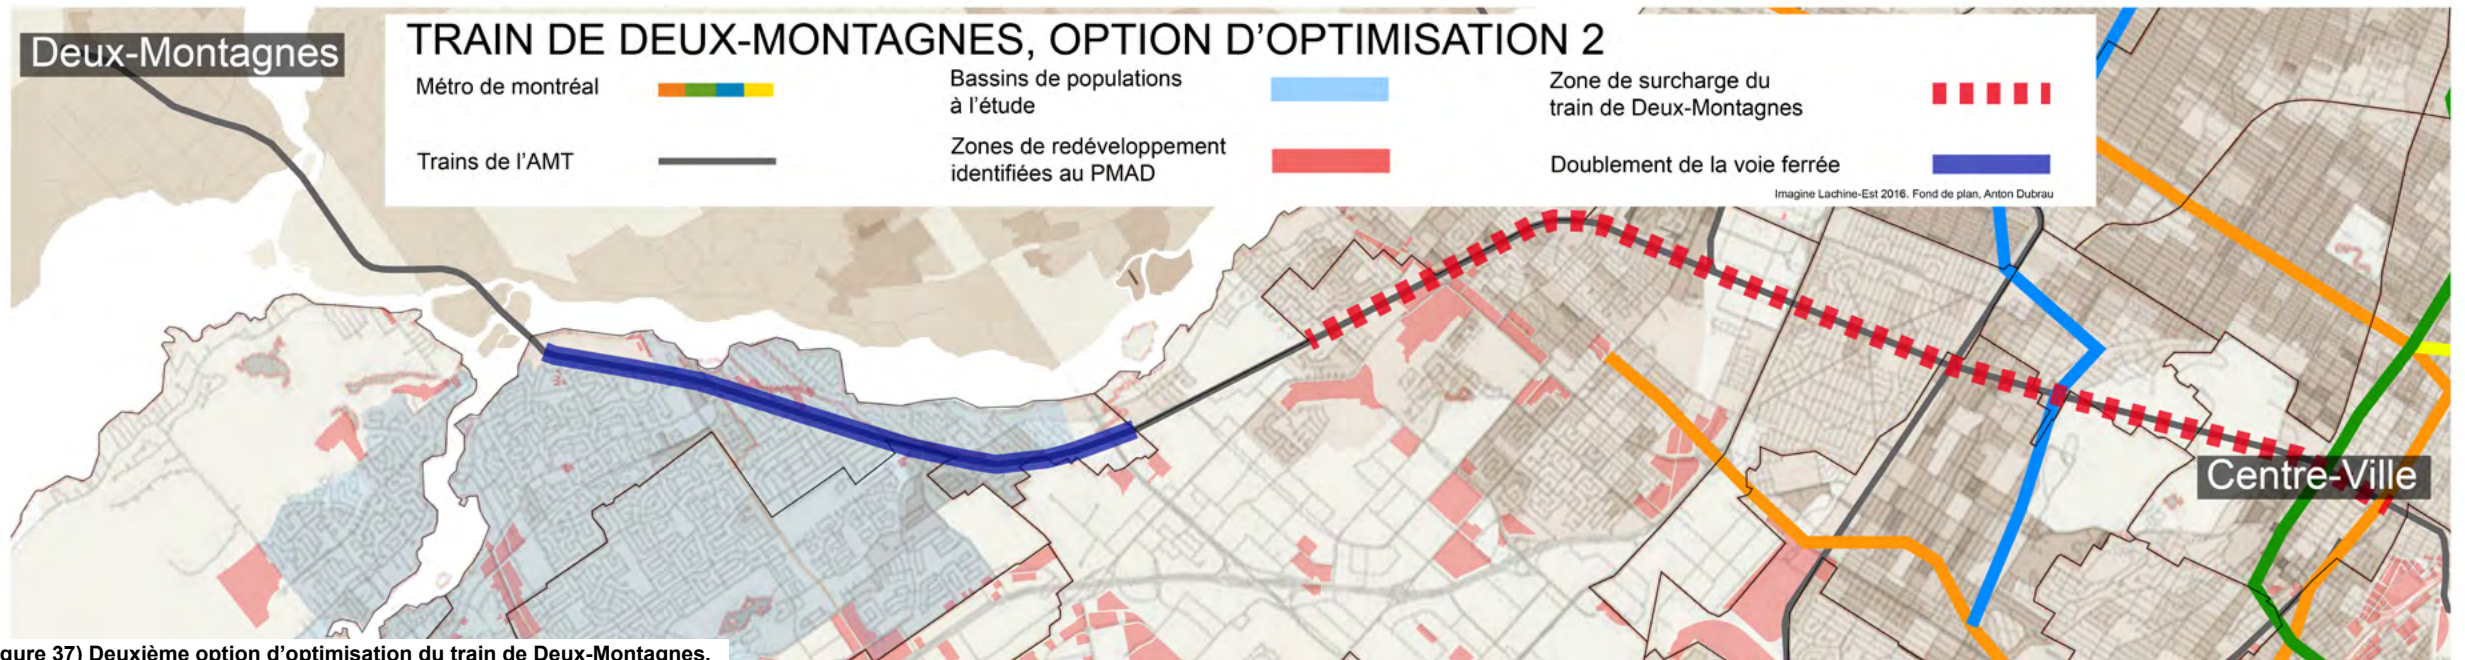 Deux-Montagnes
TRAIN DE DEUX-MONTAGNES, OPTION D'OPTIMISATION 2
Métro de montréal
Trains de l'AMT
Bassins de populations
à l'étude
Zones de redéveloppement
identifiées au PMAD
Zone de surcharge du
train de Deux-Montagnes
Doublement de la voie ferrée
Imagine Lachine-Est 2016. Fond de plan, Anton Dubrau
Centre-Ville
gure 37) Deuxième option d'optimisation du train de Deux-Montagnes.